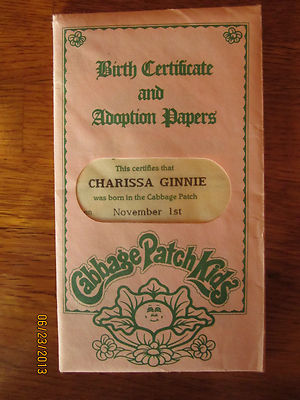 Birth Certificate
and
Adoption Papers
This certifies that
CHARISSA GINNIE
was born in the Cabbage Patch
on November 1st
Cabbage Patch Kids
06/23/2013